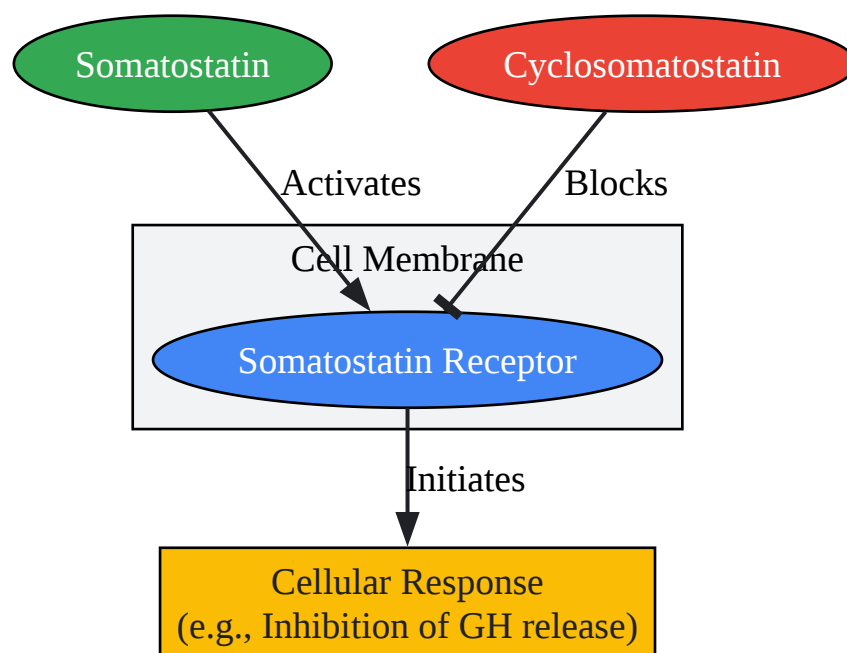 Somatostatin
Cyclosomatostatin
Activates
Blocks
Cell Membrane
Somatostatin Receptor
Initiates
Cellular Response
(e.g., Inhibition of GH release)